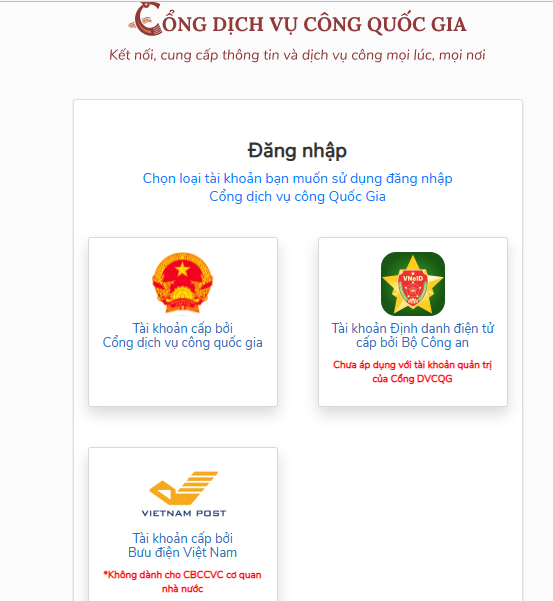 CỔNG DỊCH VỤ CÔNG QUỐC GIA
Kết nối, cung cấp thông tin và dịch vụ công mọi lúc, mọi nơi
Đăng nhập
Chọn loại tài khoản bạn muốn sử dụng đăng nhập
Cổng dịch vụ công Quốc Gia
Tài khoản cấp bởi
Cổng dịch vụ công quốc gia
VNeID
Tài khoản Định danh điện tử
cấp bởi Bộ Công an
Chưa áp dụng với tài khoản quản trị
của Cổng DVCQG
VIETNAM POST
Tài khoản cấp bởi
Bưu điện Việt Nam
*Không dành cho CBCCVC cơ quan
nhà nước